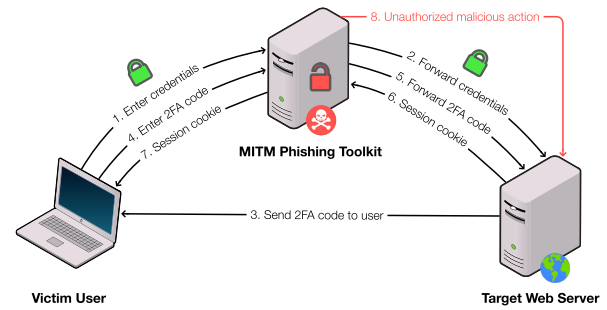 8. Unauthorized malicious action
1. Enter credentials
4. Enter 2FA code
7. Session cookie
2. Forward credentials
5. Forward 2FA code
6. Session cookie
MITM Phishing Toolkit
3. Send 2FA code to user
Victim User
Target Web Server